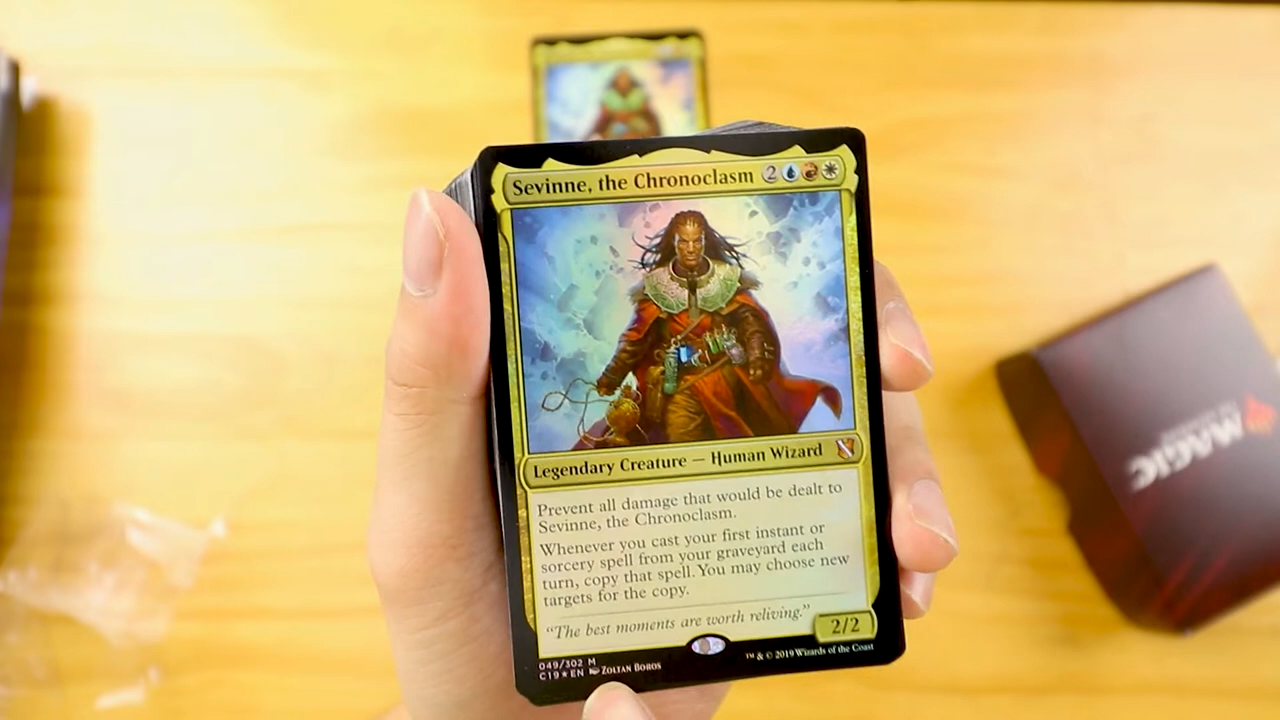 Sevinne, the Chronoclasm 2
Legendary Creature — Human Wizard
Prevent all damage that would be dealt to
Sevinne, the Chronoclasm.
Whenever you cast your first instant or
sorcery spell from your graveyard each
turn, copy that spell. You may choose new
targets for the copy.
“The best moments are worth reliving.”
2/2
049/302 M
C19★EN Zoltan Boros
™ & © 2019 Wizards of the Coast
MAGIC